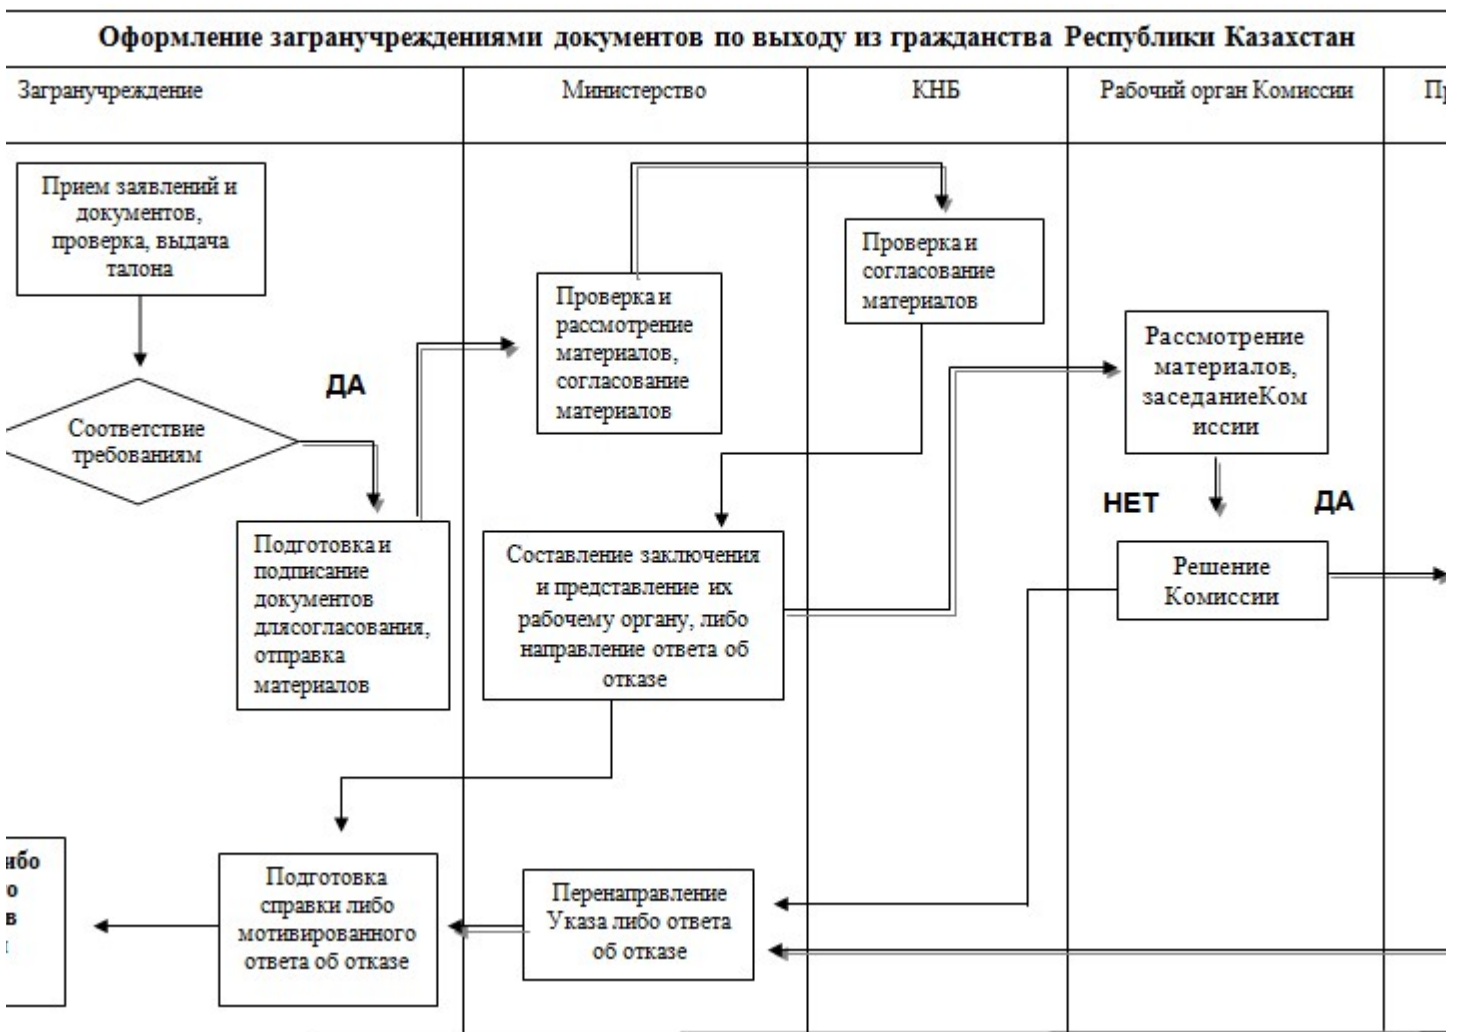 Оформление загранучреждениями документов по выходу из гражданства Республики Казахстан
Загранучреждение
Министерство
КНБ
Рабочий орган Комиссии
Прием заявлений и
документов,
проверка, выдача
талона
Соответствие
требованиям
ДА
Подготовка и
подписание
документов
длясогласования,
отправка
материалов
Проверка и
рассмотрение
материалов,
согласование
материалов
Проверка и
согласование
материалов
Составление заключения
и представление их
рабочему органу, либо
направление ответа об
отказе
Рассмотрение
материалов,
заседаниеКом
иссии
НЕТ
ДА
Решение
Комиссии
Подготовка
справки либо
мотивированного
ответа об отказе
Перенаправление
Указа либо ответа
об отказе